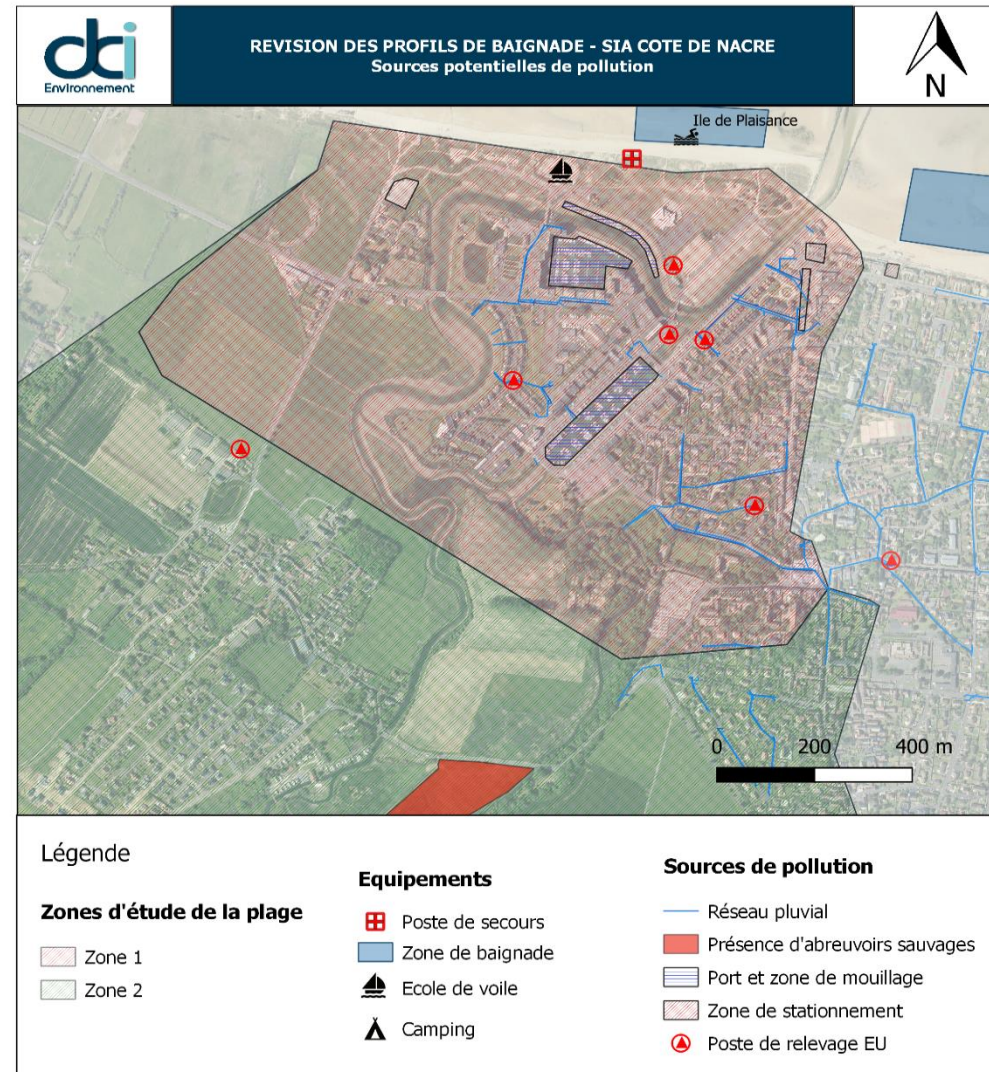 dci
Environnement
REVISION DES PROFILS DE BAIGNADE - SIA COTE DE NACRE
Sources potentielles de pollution
N
Ile de Plaisance
0 200 400 m
Légende
Zones d'étude de la plage
Zone 1
Zone 2
Equipements
Poste de secours
Zone de baignade
Ecole de voile
Camping
Sources de pollution
Réseau pluvial
Présence d'abreuvoirs sauvages
Port et zone de mouillage
Zone de stationnement
Poste de relevage EU